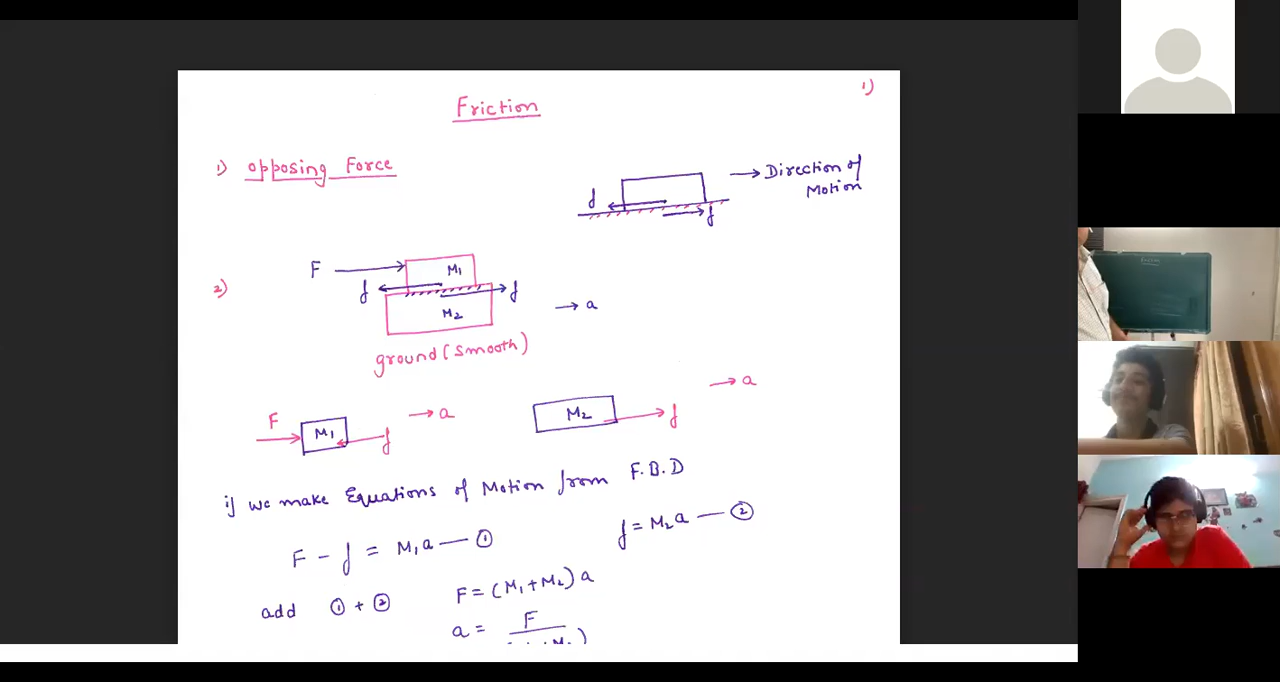 1)
Friction
1) opposing Force
f
f
→ Direction of
Motion
2)
F
M₁
f
f
M₂
→ a
ground (smooth)
→ a
F
M₁
f
→ a
M₂
f
if we make Equations of Motion from F.B.D
F - f = M₁a — ①
f = M₂a — ②
add ① + ②
F = (M₁ + M₂) a
a = F